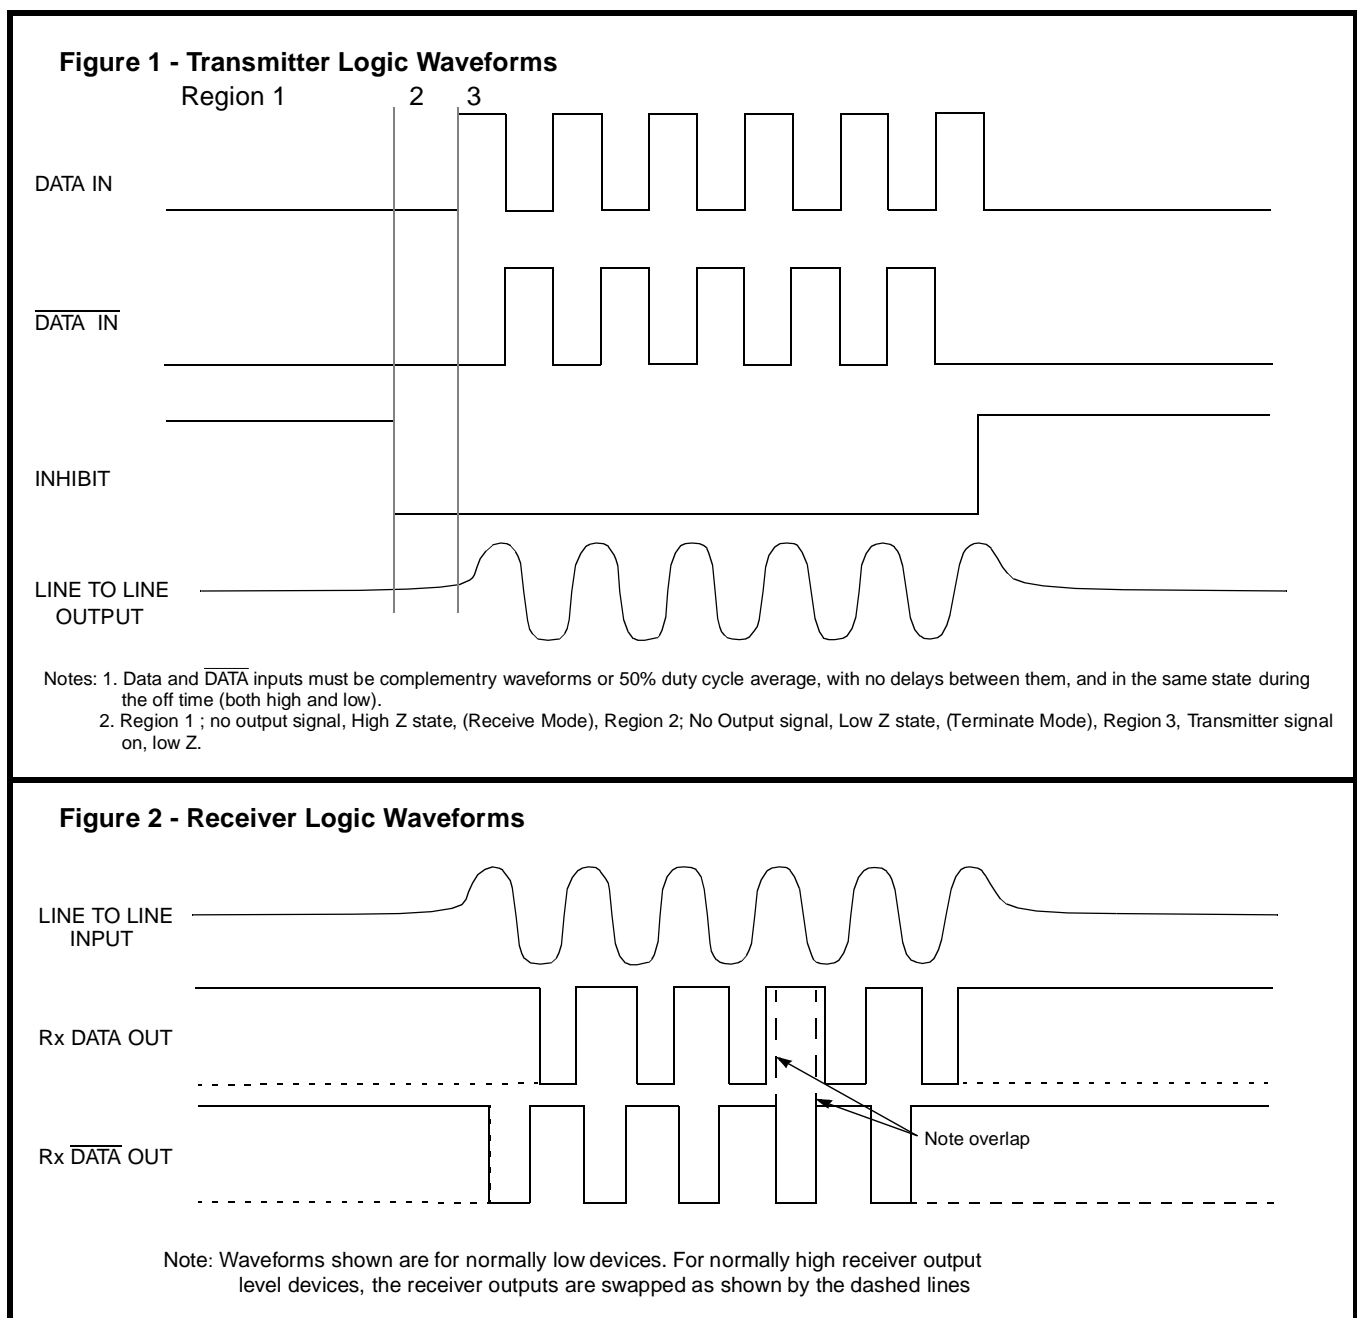 Figure 1 - Transmitter Logic Waveforms
Region 1 2 3
DATA IN
DATA IN
INHIBIT
LINE TO LINE
OUTPUT
Notes: 1. Data and DATA inputs must be complementry waveforms or 50% duty cycle average, with no delays between them, and in the same state during
the off time (both high and low).
2. Region 1 ; no output signal, High Z state, (Receive Mode), Region 2; No Output signal, Low Z state, (Terminate Mode), Region 3, Transmitter signal
on, low Z.
Figure 2 - Receiver Logic Waveforms
LINE TO LINE
INPUT
Rx DATA OUT
Note overlap
Rx DATA OUT
Note: Waveforms shown are for normally low devices. For normally high receiver output
level devices, the receiver outputs are swapped as shown by the dashed lines